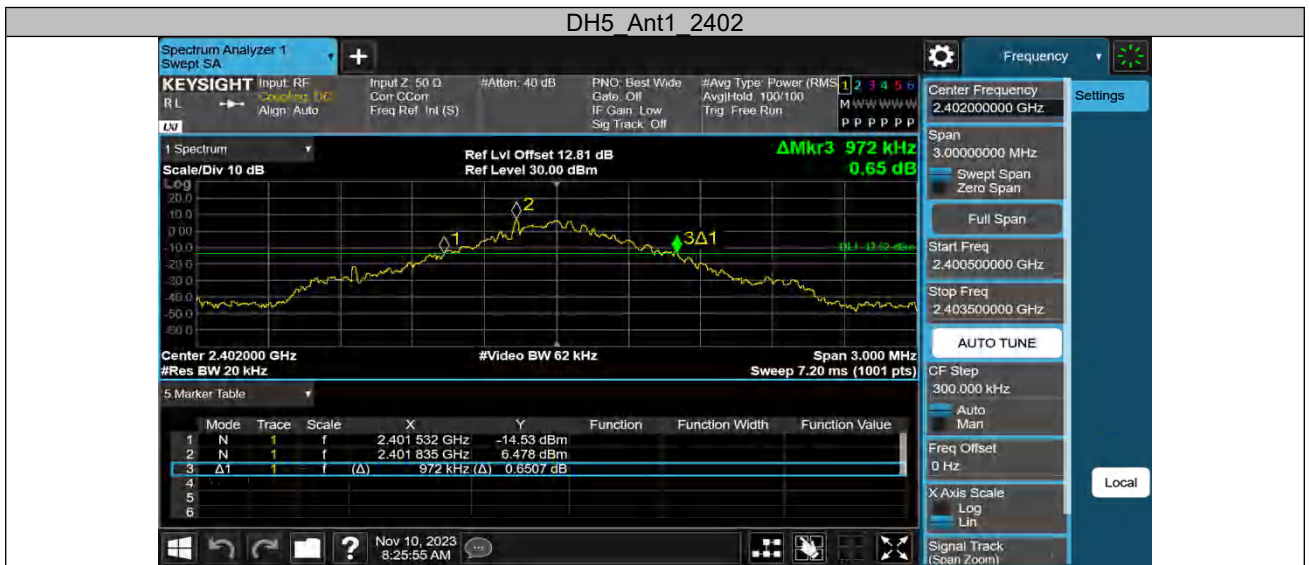 DH5_Ant1_2402
Spectrum Analyzer 1
Swept SA
+
Frequency
KEYSIGHT
RL
LXI
Input: RF
Coupling: DC
Align: Auto
Input Z: 50 Ω
Corr CCorr
Freq Ref: Int (S)
#Atten: 40 dB
PNO: Best Wide
Gate: Off
IF Gain: Low
Sig Track: Off
#Avg Type: Power (RMS
Avg|Hold: 100/100
Trig: Free Run
1 2 3 4 5 6
M W W W W W
P P P P P P
1 Spectrum
Scale/Div 10 dB
Log
Ref Lvl Offset 12.81 dB
Ref Level 30.00 dBm
ΔMkr3 972 kHz
0.65 dB
20.0
10.0
0.00
-10.0
-20.0
-30.0
-40.0
-50.0
-60.0
1
2
3Δ1
DL1 -13.52 dBm
Center 2.402000 GHz
#Video BW 62 kHz
Span 3.000 MHz
#Res BW 20 kHz
Sweep 7.20 ms (1001 pts)
5 Marker Table
Mode Trace Scale X Y Function Function Width Function Value
1 N 1 f 2.401 532 GHz -14.53 dBm
2 N 1 f 2.401 835 GHz 6.478 dBm
3 Δ1 1 f (Δ) 972 kHz (Δ) 0.6507 dB
4
5
6
?
Nov 10, 2023
8:25:55 AM
Center Frequency
2.402000000 GHz
Settings
Span
3.00000000 MHz
Swept Span
Zero Span
Full Span
Start Freq
2.400500000 GHz
Stop Freq
2.403500000 GHz
AUTO TUNE
CF Step
300.000 kHz
Auto
Man
Freq Offset
0 Hz
Local
X Axis Scale
Log
Lin
Signal Track
(Span Zoom)